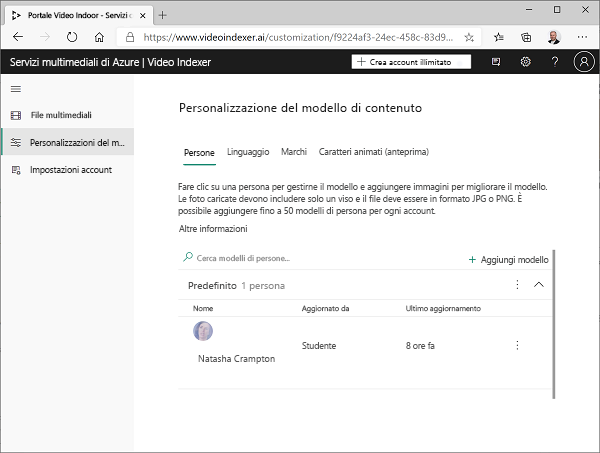 Portale Video Indoor - Servizi c
https://www.videoindexer.ai/customization/f9224af3-24ec-458c-83d9...
Servizi multimediali di Azure | Video Indexer
+ Crea account illimitato
?
File multimediali
Personalizzazioni del m...
Impostazioni account
Personalizzazione del modello di contenuto
Persone Linguaggio Marchi Caratteri animati (anteprima)
Fare clic su una persona per gestirne il modello e aggiungere immagini per migliorare il modello.
Le foto caricate devono includere solo un viso e il file deve essere in formato JPG o PNG. È
possibile aggiungere fino a 50 modelli di persona per ogni account.
Altre informazioni
Cerca modelli di persone...
+ Aggiungi modello
Predefinito 1 persona
Nome Aggiornato da Ultimo aggiornamento
Natasha Crampton Studente 8 ore fa